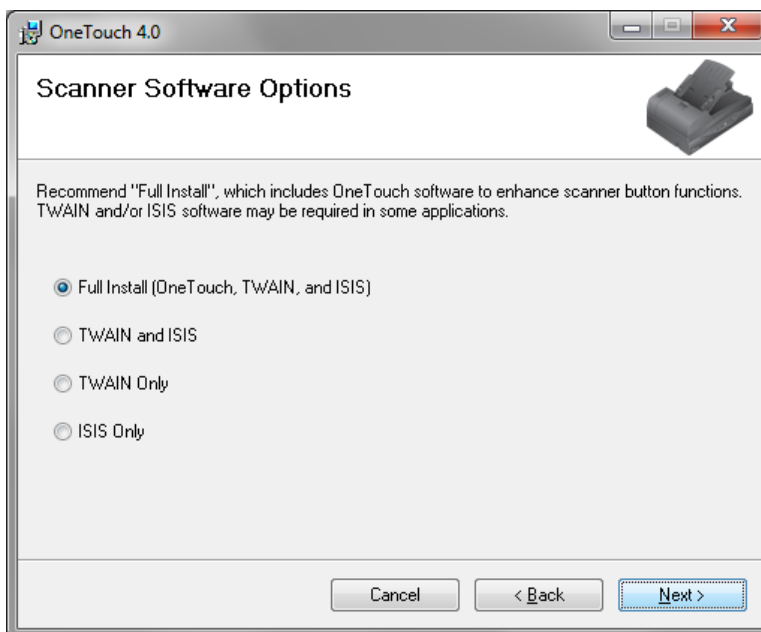 OneTouch 4.0
Scanner Software Options
Recommend "Full Install", which includes OneTouch software to enhance scanner button functions.
TWAIN and/or ISIS software may be required in some applications.
Full Install (OneTouch, TWAIN, and ISIS)
TWAIN and ISIS
TWAIN Only
ISIS Only
Cancel
< Back
Next >